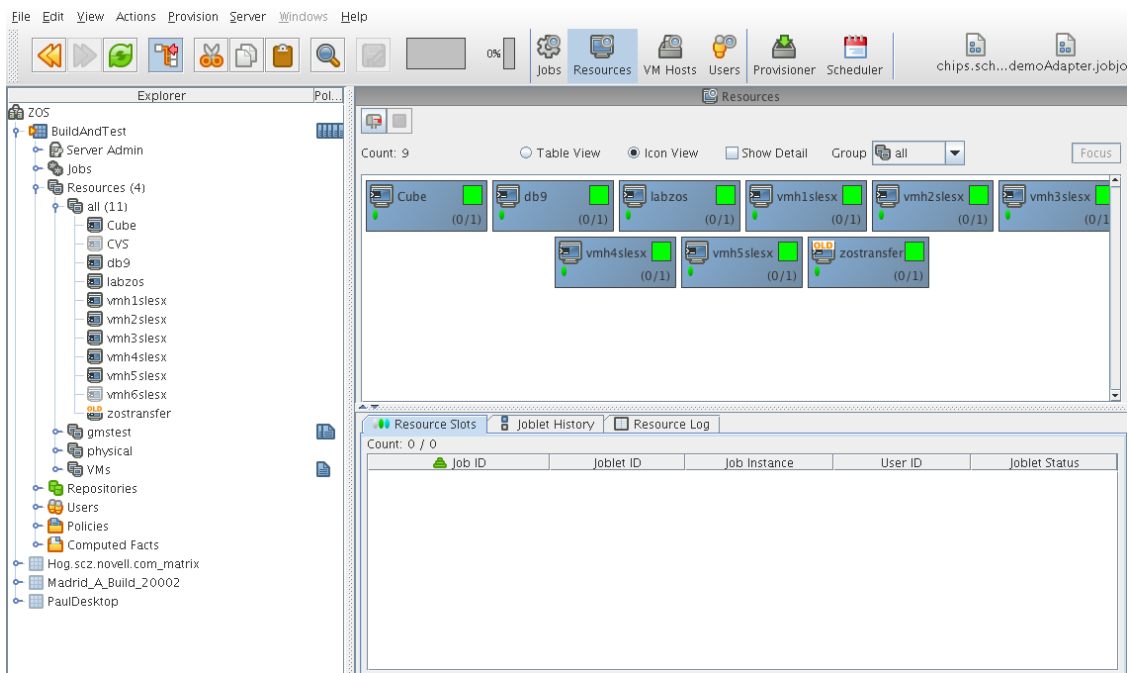 File Edit View Actions Provision Server Windows Help
0%
Jobs Resources VM Hosts Users Provisioner Scheduler chips.sch...demoAdapter.jobjo
Explorer Pol...
ZOS
BuildAndTest
Server Admin
Jobs
Resources (4)
all (11)
Cube
CVS
db9
labzos
vmh1slesx
vmh2slesx
vmh3slesx
vmh4slesx
vmh5slesx
vmh6slesx
OLD zostransfer
gmstest
physical
VMs
Repositories
Users
Policies
Computed Facts
Hog.scz.novell.com_matrix
Madrid_A_Build_20002
PaulDesktop
Resources
Count: 9 Table View Icon View Show Detail Group all Focus
Cube db9 labzos vmh1slesx vmh2slesx vmh3slesx
(0/1) (0/1) (0/1) (0/1) (0/1) (0/1
vmh4slesx vmh5slesx OLD zostransfer
(0/1) (0/1) (0/1)
Resource Slots Joblet History Resource Log
Count: 0 / 0
Job ID Joblet ID Job Instance User ID Joblet Status